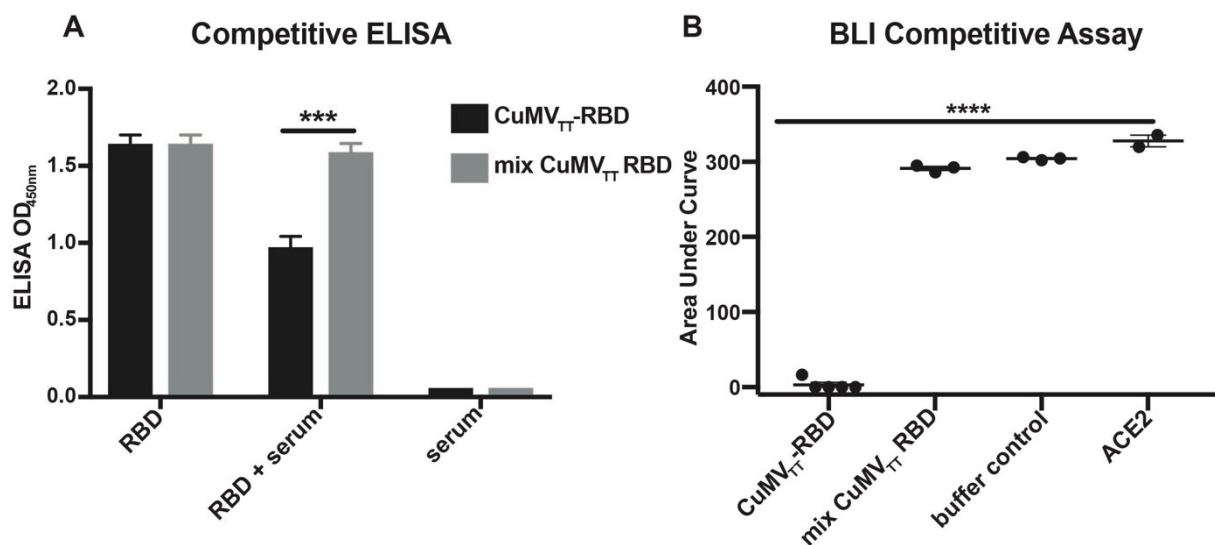 A Competitive ELISA
2.0
1.5
1.0
0.5
0.0
ELISA OD450nm
***
CuMVTT-RBD
mix CuMVTT RBD
RBD
RBD + serum
serum
B BLI Competitive Assay
400
300
200
100
0
Area Under Curve
****
CuMVTT-RBD
mix CuMVTT RBD
buffer control
ACE2